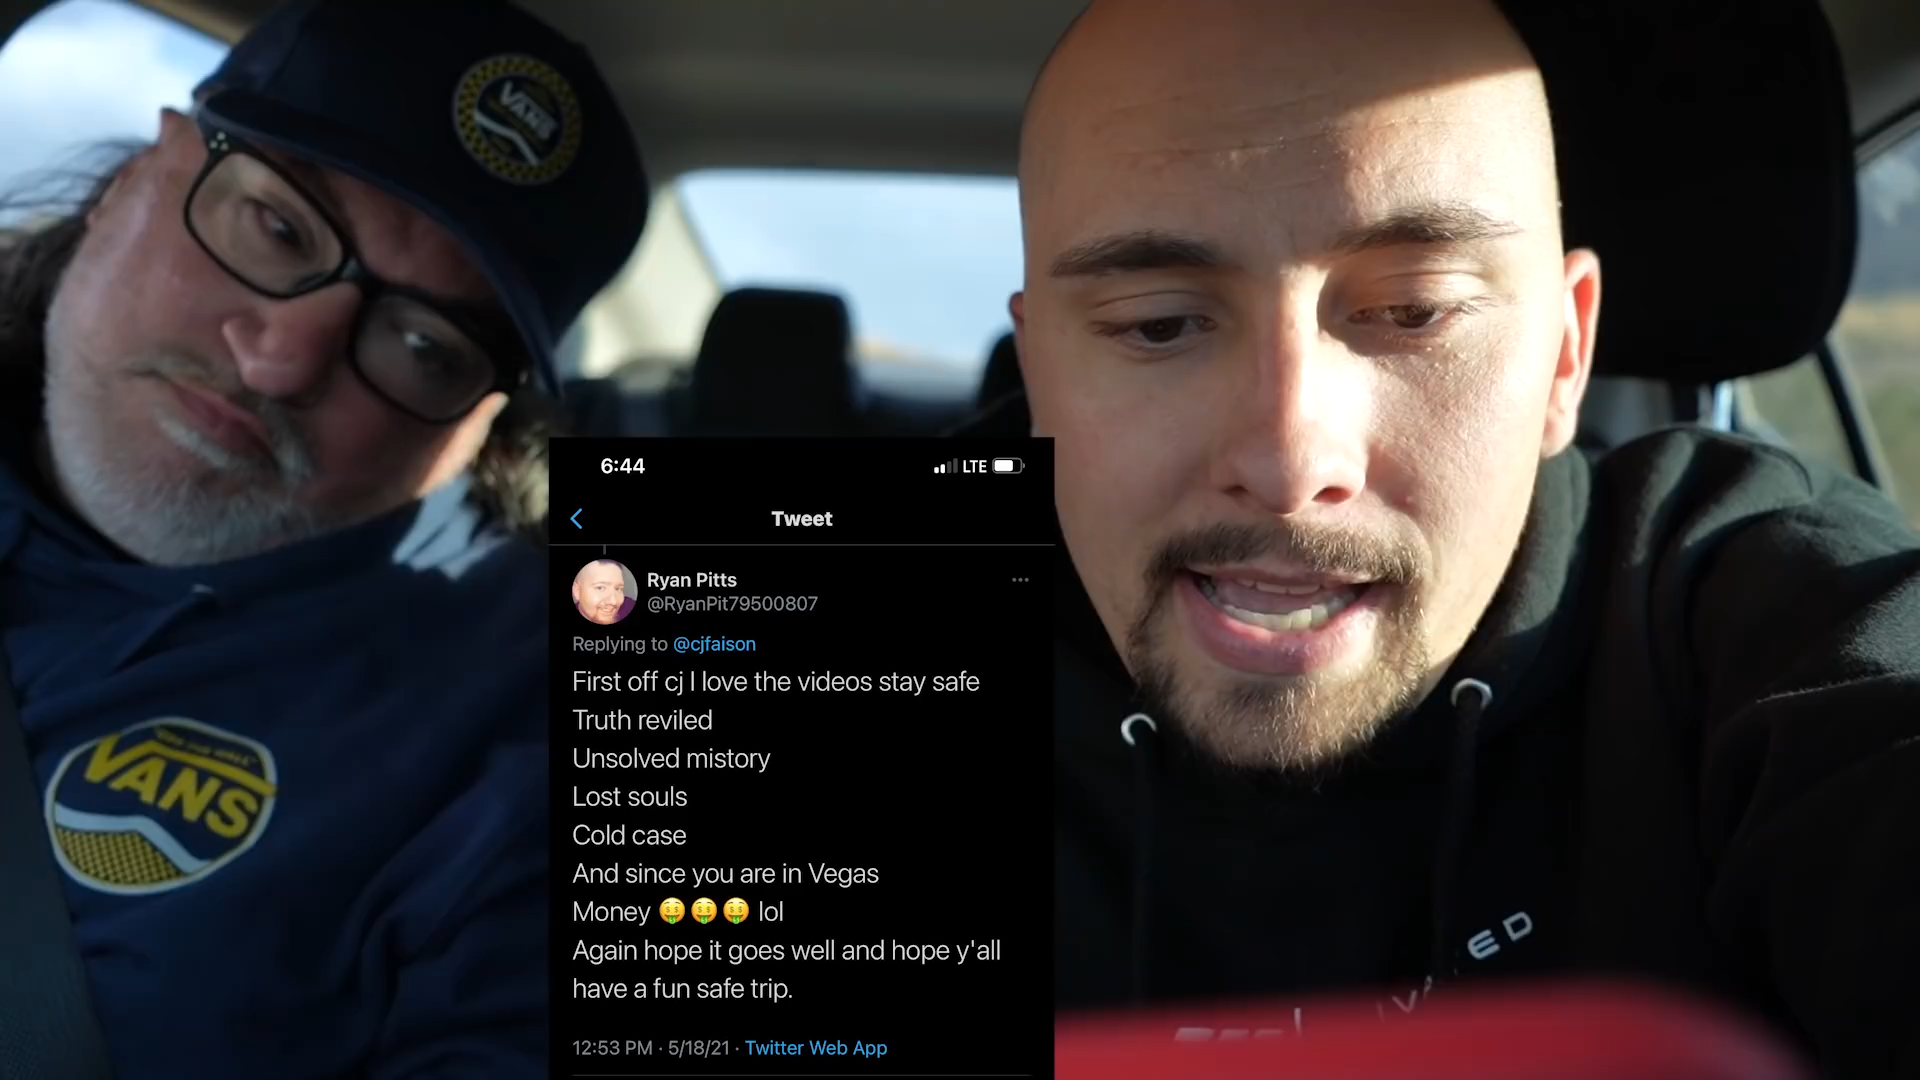 VANS
6:44
LTE
Tweet
Ryan Pitts
@RyanPit79500807
Replying to @cjfaison
First off cj I love the videos stay safe
Truth reviled
Unsolved mistory
Lost souls
Cold case
And since you are in Vegas
Money 🤑🤑🤑 lol
Again hope it goes well and hope y'all
have a fun safe trip.
12:53 PM · 5/18/21 · Twitter Web App
VANS
ED